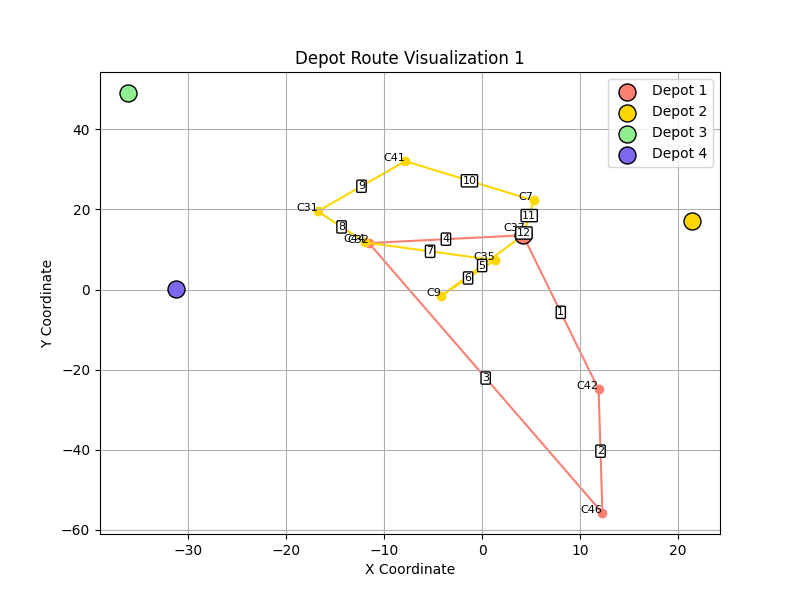 Depot Route Visualization 1
Depot 1
Depot 2
Depot 3
Depot 4
Y Coordinate
40
20
0
−20
−40
−60
C41
10
9
C7
C31
11
8
C37
12
4
C32
7
C35
5
6
C9
1
3
C42
2
C46
−30
−20
−10
0
10
20
X Coordinate